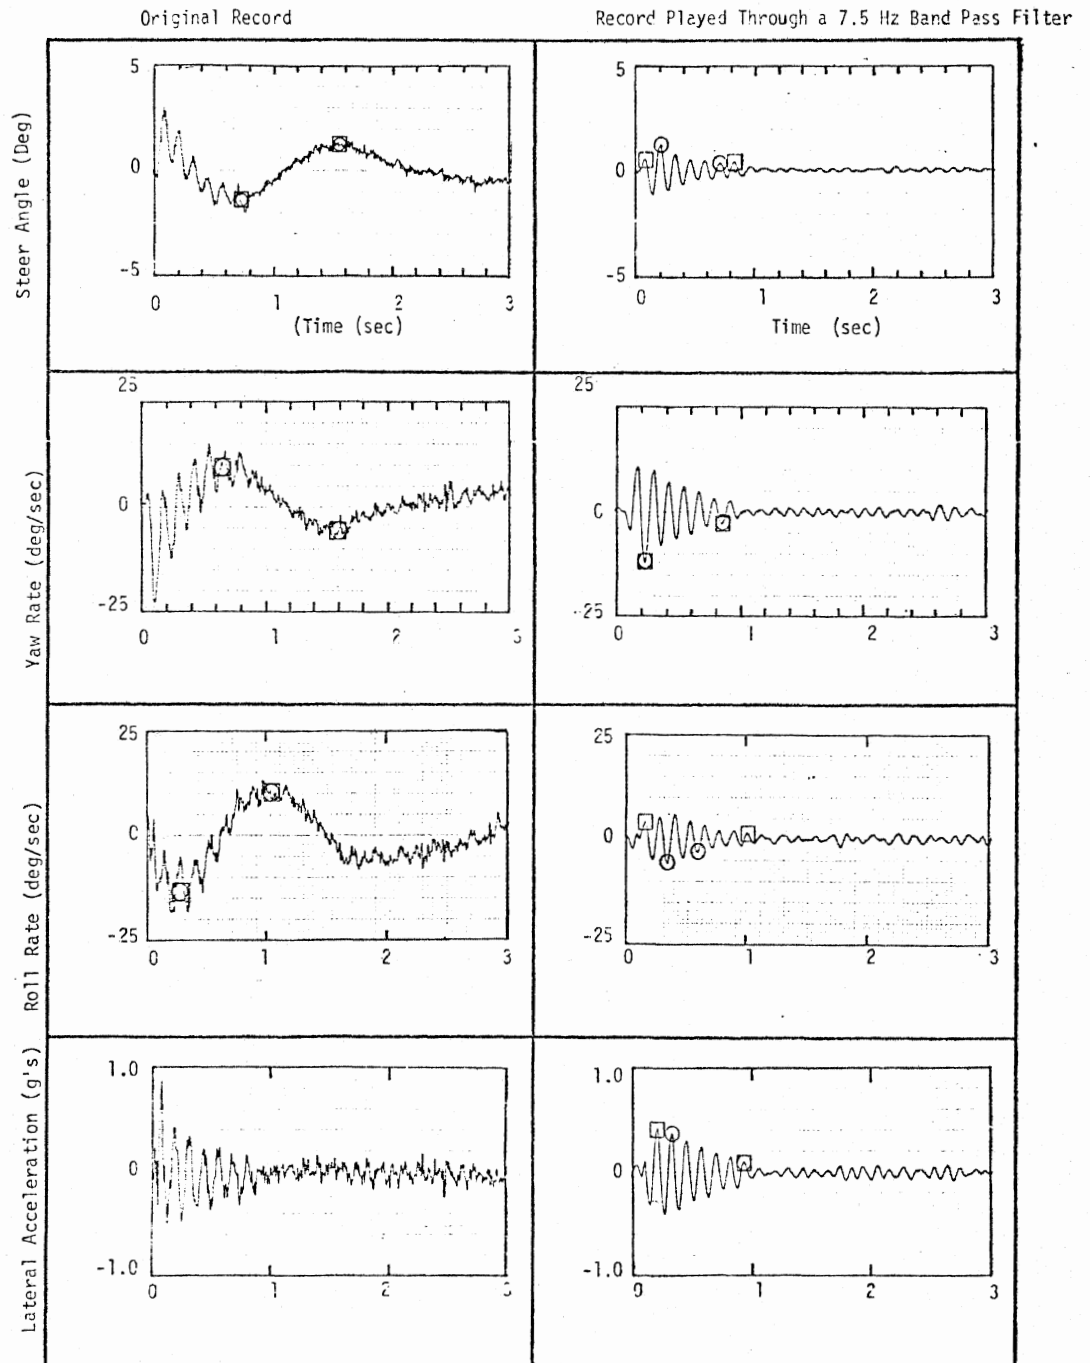 Original Record
Record Played Through a 7.5 Hz Band Pass Filter
Steer Angle (Deg)
5
0
-5
0 1 2 3
(Time (sec)
5
0
-5
0 1 2 3
Time (sec)
Yaw Rate (deg/sec)
25
0
-25
0 1 2 3
25
C
-25
0 1 2 3
Roll Rate (deg/sec)
25
C
-25
0 1 2 3
25
0
-25
0 1 2 3
Lateral Acceleration (g's)
1.0
0
-1.0
0 1 2 3
1.0
0
-1.0
0 1 2 3